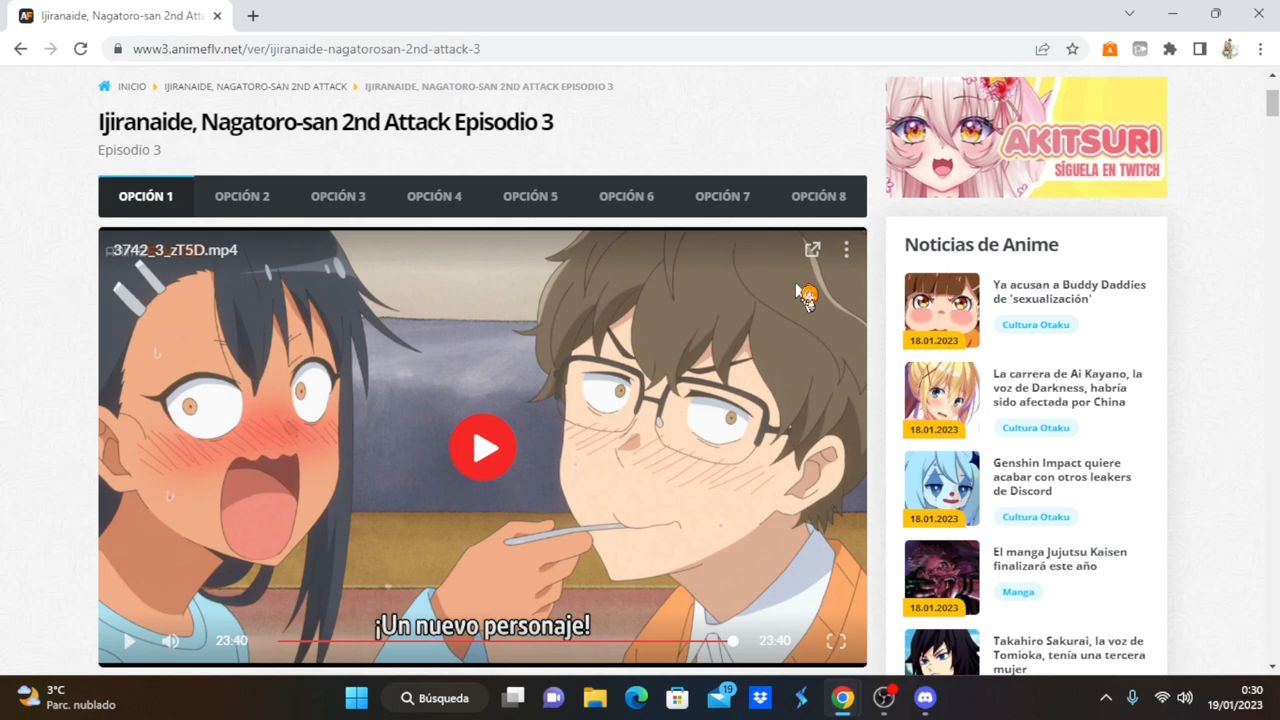 Ijiranaide, Nagatoro-san 2nd Atta
www3.animeflv.net/ver/ijiranaide-nagatorosan-2nd-attack-3
INICIO IJIRANAIDE, NAGATORO-SAN 2ND ATTACK IJIRANAIDE, NAGATORO-SAN 2ND ATTACK EPISODIO 3
Ijiranaide, Nagatoro-san 2nd Attack Episodio 3
Episodio 3
OPCIÓN 1 OPCIÓN 2 OPCIÓN 3 OPCIÓN 4 OPCIÓN 5 OPCIÓN 6 OPCIÓN 7 OPCIÓN 8
3742_3_zT5D.mp4
¡Un nuevo personaje!
23:40 23:40
AKITSURI
SÍGUELA EN TWITCH
Noticias de Anime
Ya acusan a Buddy Daddies
de 'sexualización'
Cultura Otaku
18.01.2023
La carrera de Ai Kayano, la
voz de Darkness, habría
sido afectada por China
Cultura Otaku
18.01.2023
Genshin Impact quiere
acabar con otros leakers
de Discord
Cultura Otaku
18.01.2023
El manga Jujutsu Kaisen
finalizará este año
Manga
18.01.2023
Takahiro Sakurai, la voz de
Tomioka, tenía una tercera
mujer
3°C
Parc. nublado
Búsqueda
19
0:30
19/01/2023